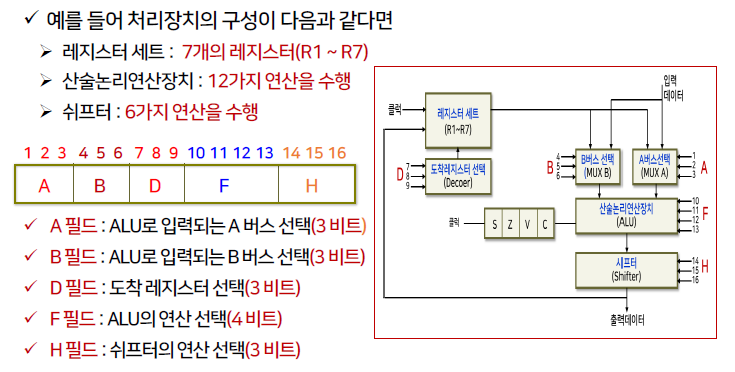 ✓ 예를 들어 처리장치의 구성이 다음과 같다면
➢ 레지스터 세트 : 7개의 레지스터(R1 ~ R7)
➢ 산술논리연산장치 : 12가지 연산을 수행
➢ 쉬프터 : 6가지 연산을 수행
1 2 3 4 5 6 7 8 9 10 11 12 13 14 15 16
A B D F H
✓ A 필드 : ALU로 입력되는 A 버스 선택(3 비트)
✓ B 필드 : ALU로 입력되는 B 버스 선택(3 비트)
✓ D 필드 : 도착 레지스터 선택(3 비트)
✓ F 필드 : ALU의 연산 선택(4 비트)
✓ H 필드 : 쉬프터의 연산 선택(3 비트)
입력
데이터
클럭
레지스터 세트
(R1~R7)
D
7
8
9
도착레지스터 선택
(Decoer)
B
4
5
6
B버스 선택
(MUX B)
A버스선택
(MUX A)
1
2
3
A
클럭
S Z V C
산술논리연산장치
(ALU)
10
11
12
13
F
쉬프터
(Shifter)
14
15
16
H
출력데이터